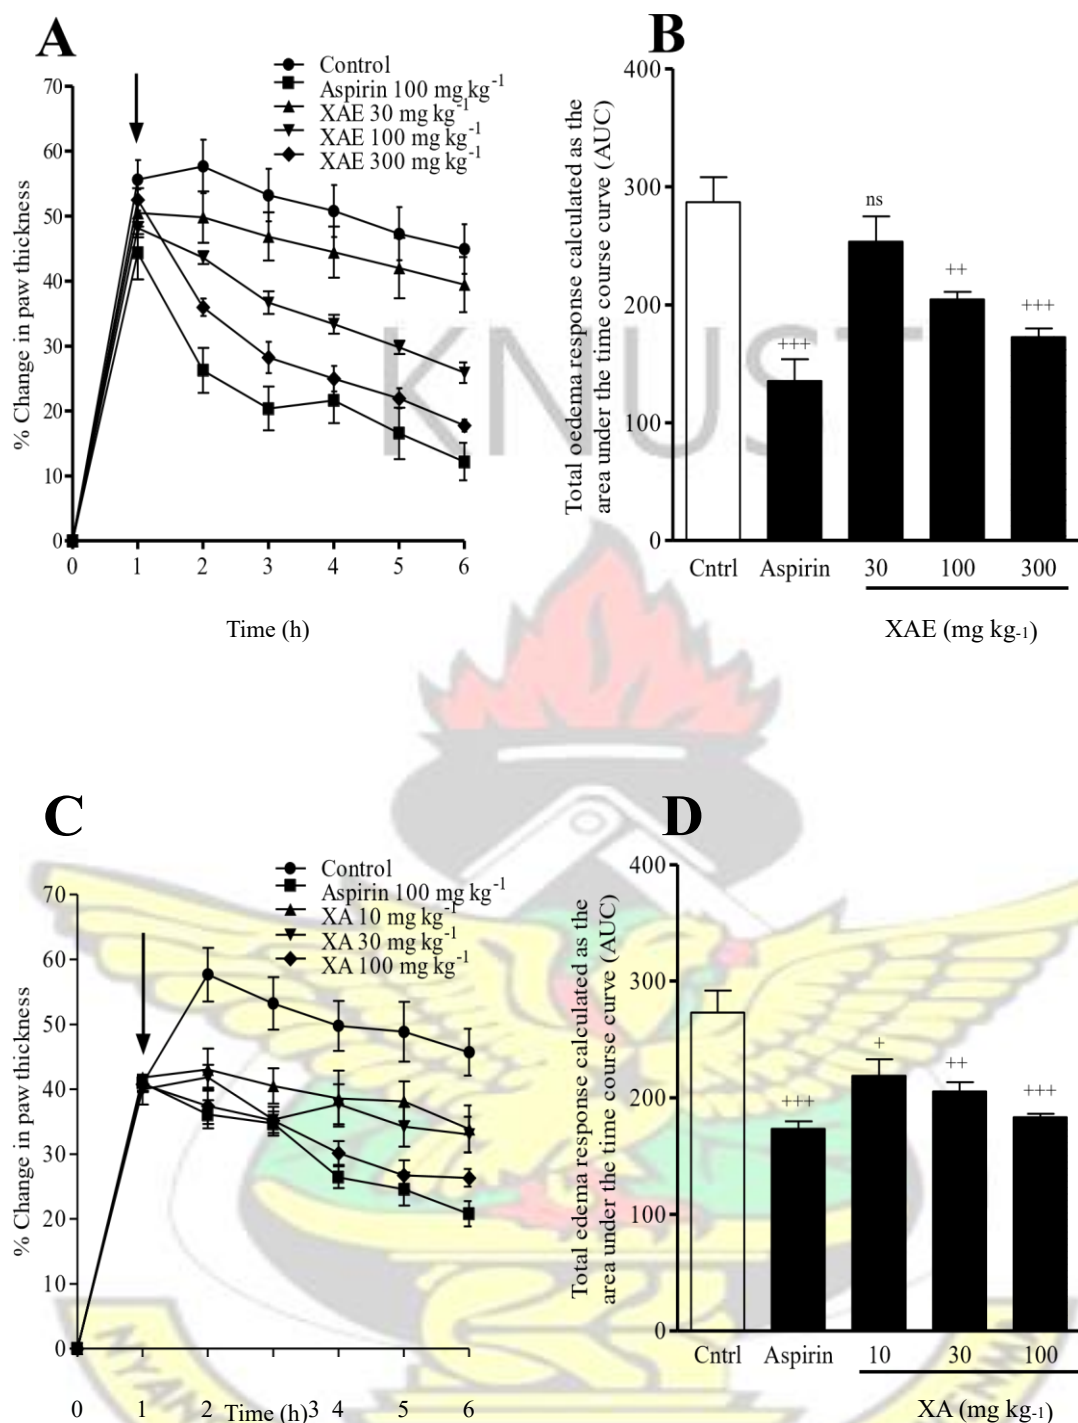 A
Control
Aspirin 100 mg kg-1
XAE 30 mg kg-1
XAE 100 mg kg-1
XAE 300 mg kg-1
% Change in paw thickness
70
60
50
40
30
20
10
0
0 1 2 3 4 5 6
Time (h)
B
Total oedema response calculated as the
area under the time course curve (AUC)
400
300
200
100
0
+++
ns
++
+++
Cntrl Aspirin 30 100 300
XAE (mg kg-1)
KNUST
C
Control
Aspirin 100 mg kg-1
XA 10 mg kg-1
XA 30 mg kg-1
XA 100 mg kg-1
% Change in paw thickness
70
60
50
40
30
20
10
0
0 1 2 Time (h) 3 4 5 6
D
Total edema response calculated as the
area under the time course curve (AUC)
400
300
200
100
0
+++
+
++
+++
Cntrl Aspirin 10 30 100
XA (mg kg-1)